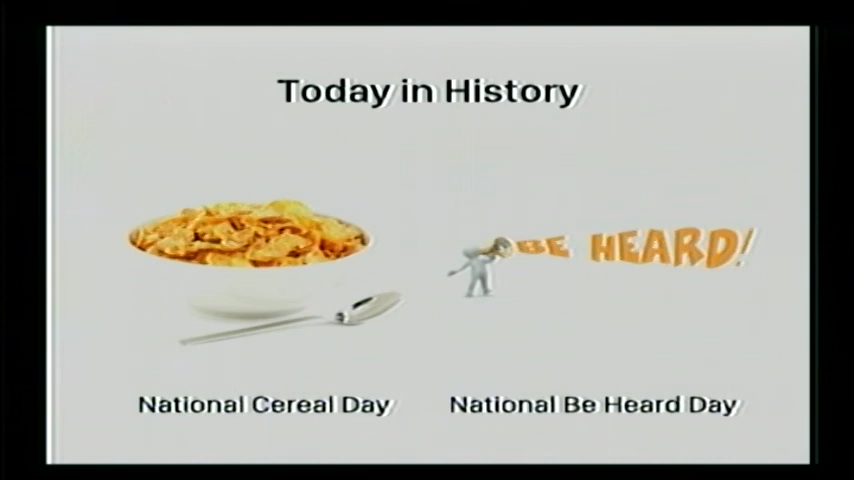 Today in History
BE HEARD!
National Cereal Day
National Be Heard Day